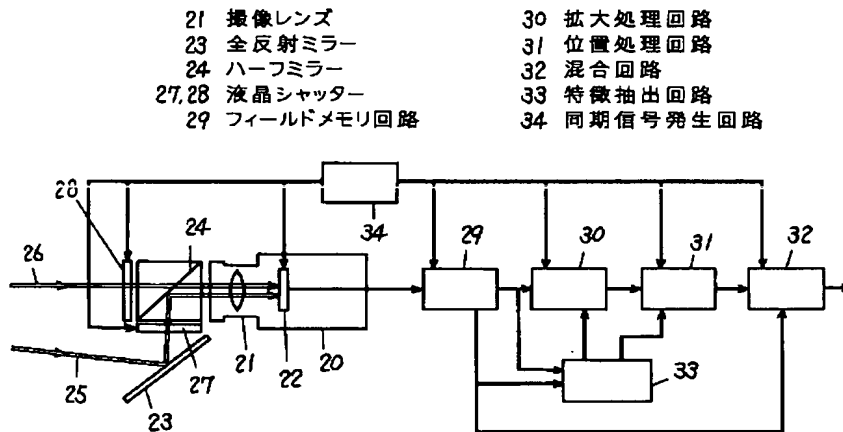 21 撮像レンズ
23 全反射ミラー
24 ハーフミラー
27,28 液晶シャッター
29 フィールドメモリ回路
30 拡大処理回路
31 位置処理回路
32 混合回路
33 特徴抽出回路
34 同期信号発生回路
34
28
24
29
30
31
32
26
21
20
22
27
25
23
33